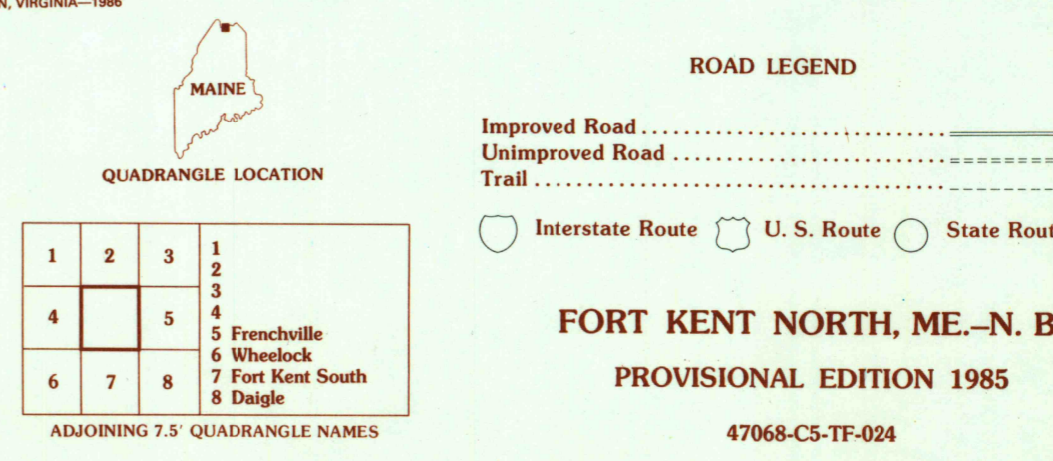 N, VIRGINIA—1986
MAINE
QUADRANGLE LOCATION
1 2 3
4 5
6 7 8
1
2
3
4
5 Frenchville
6 Wheelock
7 Fort Kent South
8 Daigle
ADJOINING 7.5′ QUADRANGLE NAMES
ROAD LEGEND
Improved Road
Unimproved Road
Trail
Interstate Route U. S. Route State Rout
FORT KENT NORTH, ME.–N. B
PROVISIONAL EDITION 1985
47068-C5-TF-024